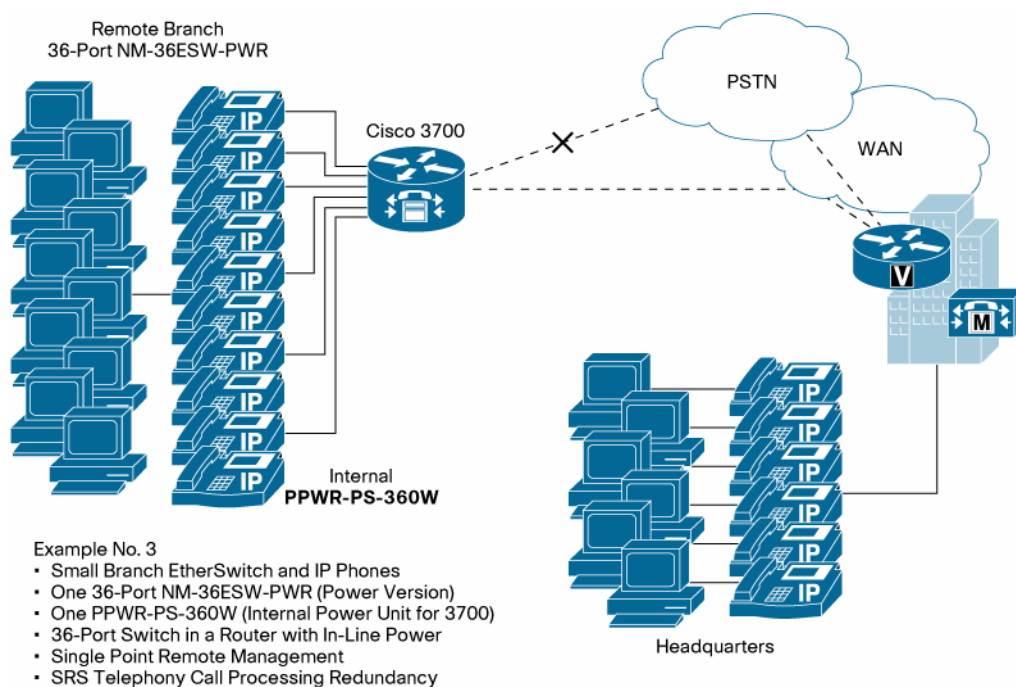 Remote Branch
36-Port NM-36ESW-PWR
IP
IP
IP
IP
IP
IP
IP
IP
IP
IP
Internal
PPWR-PS-360W
Cisco 3700
PSTN
WAN
V
M
IP
IP
IP
IP
IP
IP
Headquarters
Example No. 3
• Small Branch EtherSwitch and IP Phones
• One 36-Port NM-36ESW-PWR (Power Version)
• One PPWR-PS-360W (Internal Power Unit for 3700)
• 36-Port Switch in a Router with In-Line Power
• Single Point Remote Management
• SRS Telephony Call Processing Redundancy